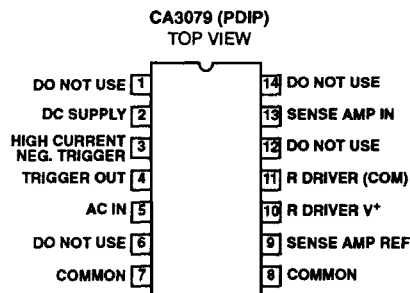 CA3079 (PDIP)
TOP VIEW
DO NOT USE 1
DC SUPPLY 2
HIGH CURRENT
NEG. TRIGGER 3
TRIGGER OUT 4
AC IN 5
DO NOT USE 6
COMMON 7
14 DO NOT USE
13 SENSE AMP IN
12 DO NOT USE
11 R DRIVER (COM)
10 R DRIVER V+
9 SENSE AMP REF
8 COMMON